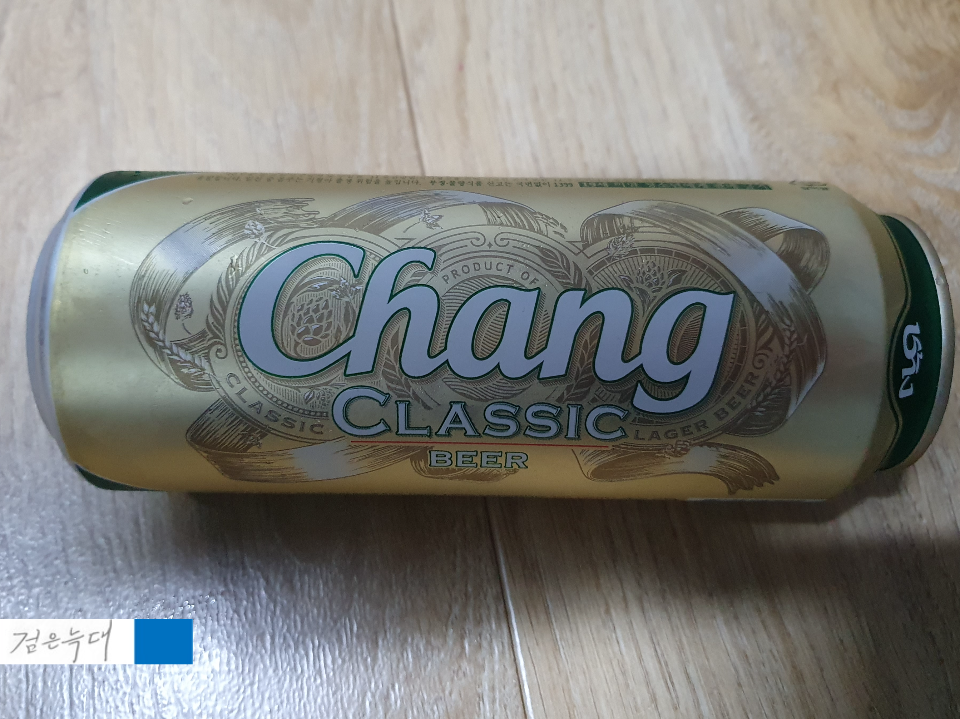 Chang
PRODUCT OF
CLASSIC
CLASSIC
LAGER BEER
BEER
ช้าง
검은늑대